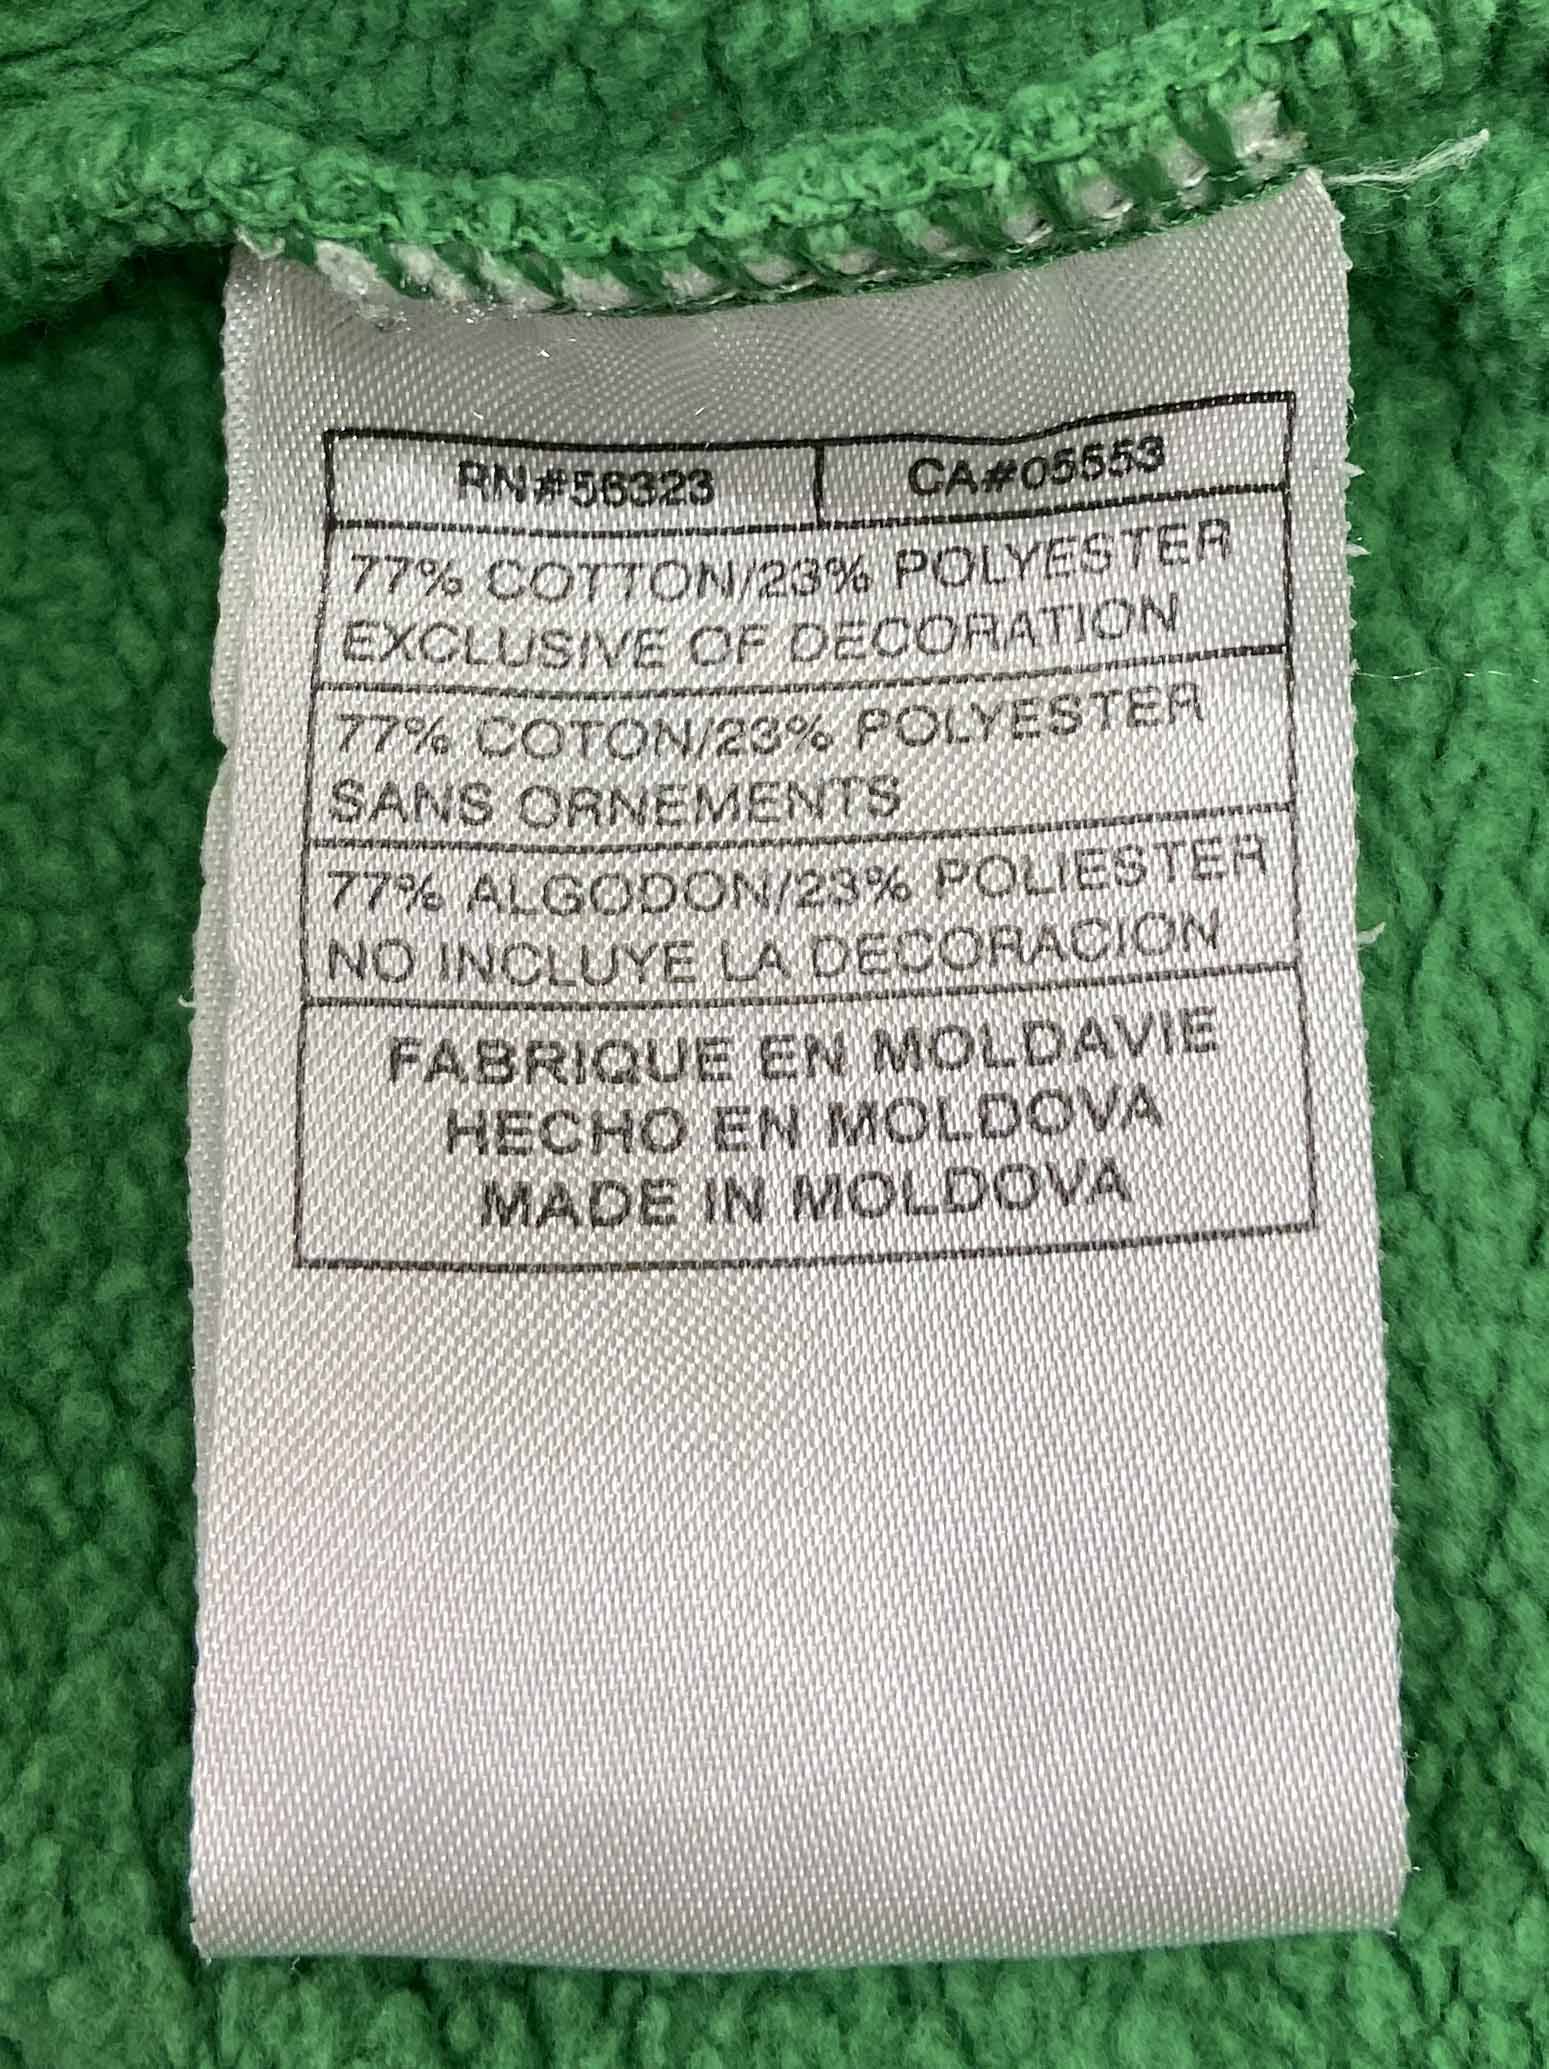 RN#56323 CA#05553
77% COTTON/23% POLYESTER
EXCLUSIVE OF DECORATION
77% COTON/23% POLYESTER
SANS ORNEMENTS
77% ALGODON/23% POLIESTER
NO INCLUYE LA DECORACION
FABRIQUE EN MOLDAVIE
HECHO EN MOLDOVA
MADE IN MOLDOVA